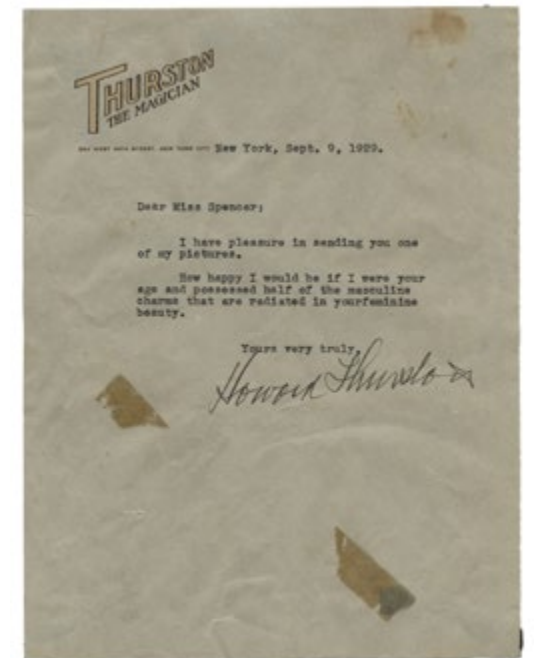 THURSTON
THE MAGICIAN
New York, Sept. 9, 1929.
Dear Miss Spencer;
I have pleasure in sending you one
of my pictures.
How happy I would be if I were your
age and possessed half of the masculine
charms that are radiated in yourfeminine
beauty.
Yours very truly,
Howard Thurston